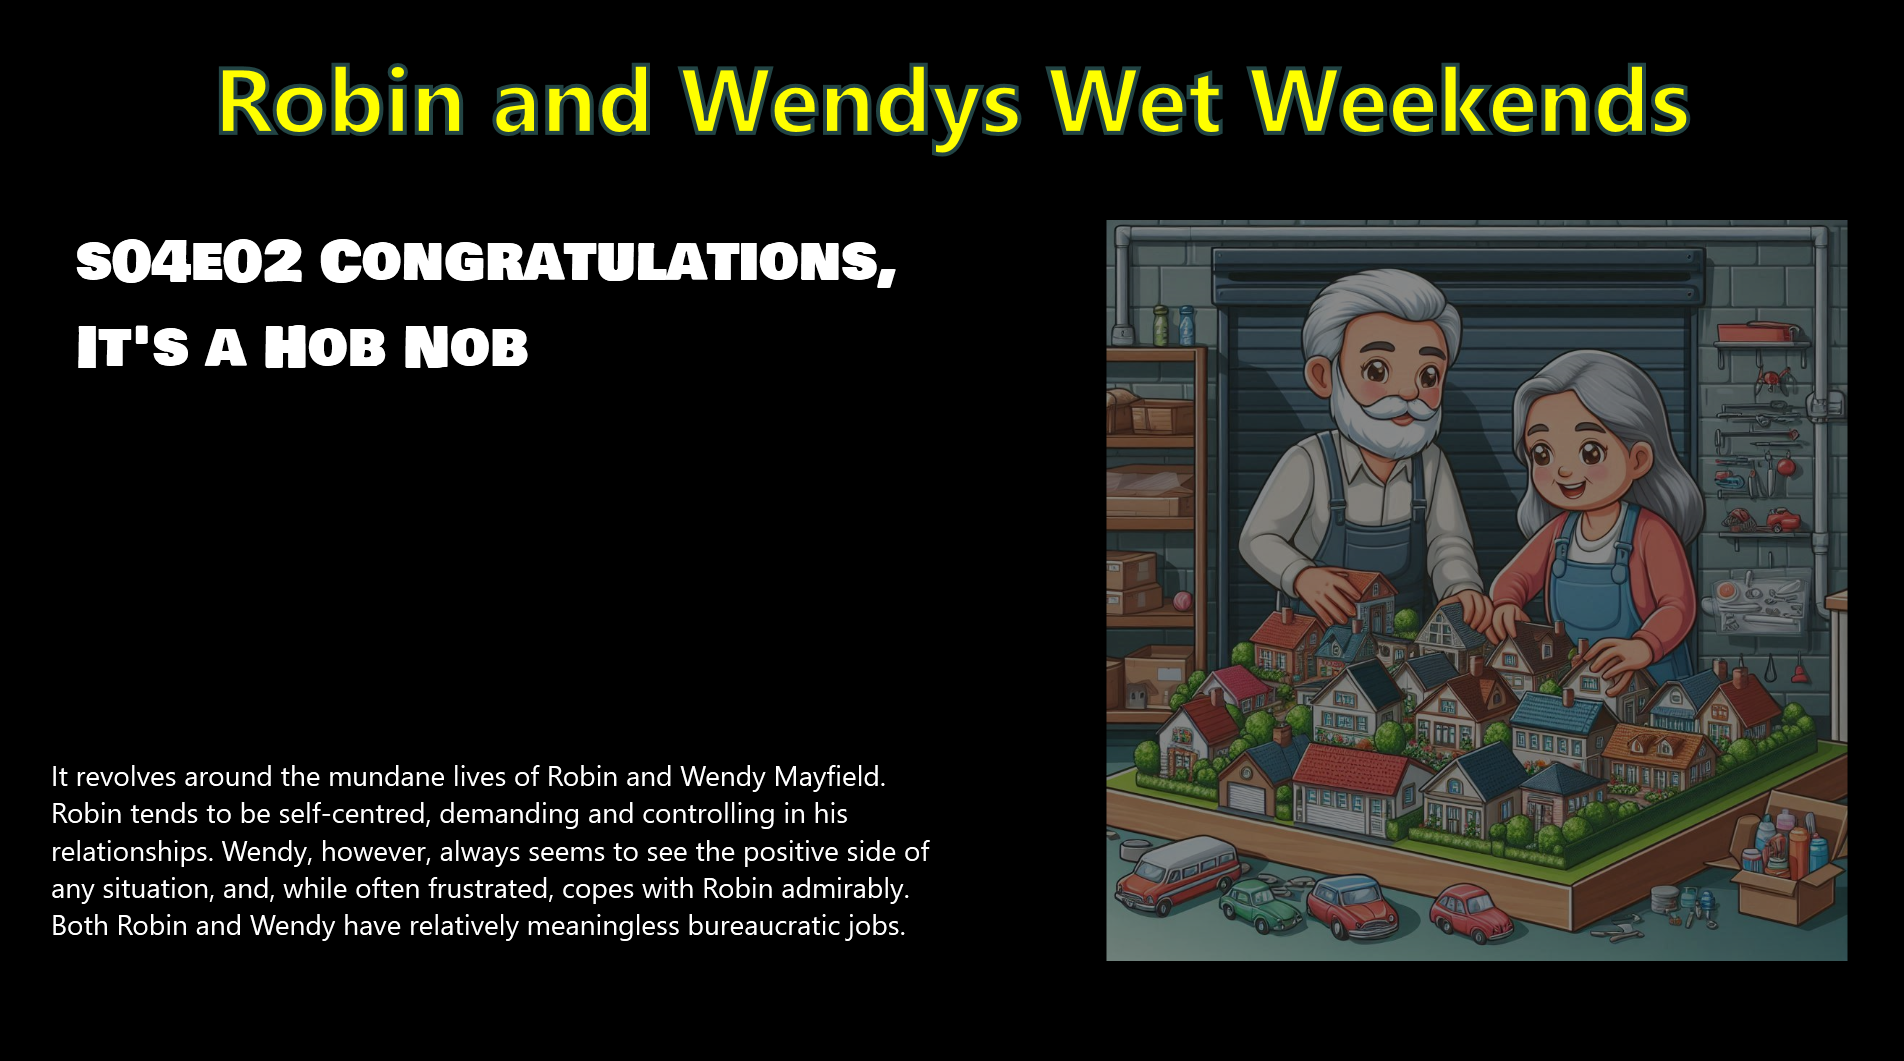 Robin and Wendys Wet Weekends
S04E02 Congratulations,
It's a Hob Nob
It revolves around the mundane lives of Robin and Wendy Mayfield.
Robin tends to be self-centred, demanding and controlling in his
relationships. Wendy, however, always seems to see the positive side of
any situation, and, while often frustrated, copes with Robin admirably.
Both Robin and Wendy have relatively meaningless bureaucratic jobs.